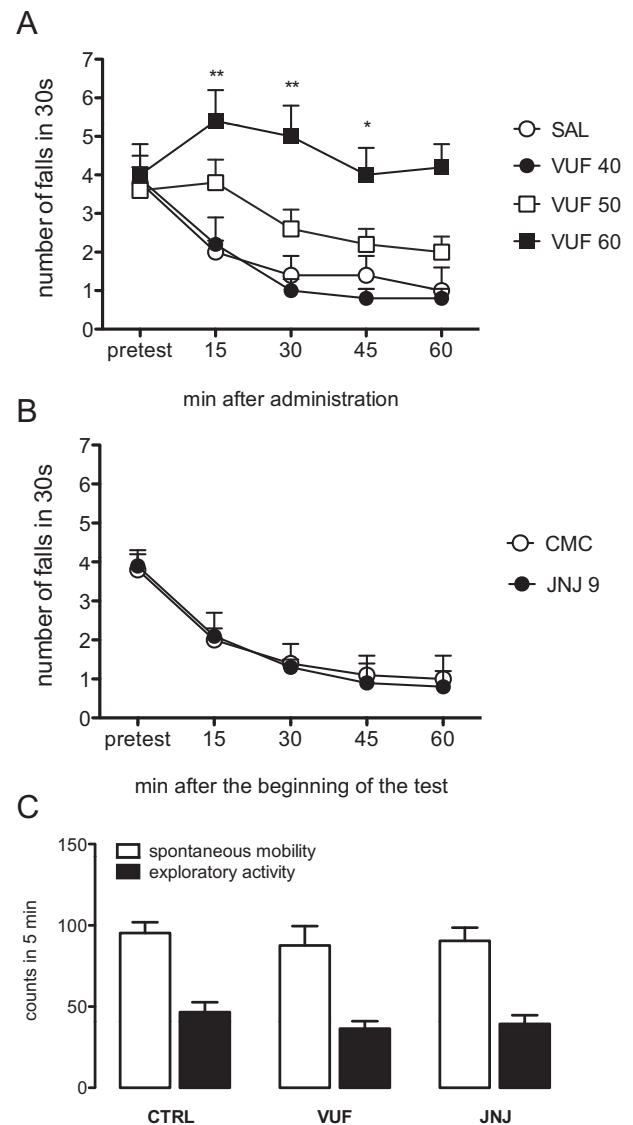 A
7
6
5
4
3
2
1
0
number of falls in 30s
** ** *
SAL
VUF 40
VUF 50
VUF 60
pretest 15 30 45 60
min after administration
B
7
6
5
4
3
2
1
0
number of falls in 30s
CMC
JNJ 9
pretest 15 30 45 60
min after the beginning of the test
C
150
100
50
0
counts in 5 min
spontaneous mobility
exploratory activity
CTRL VUF JNJ